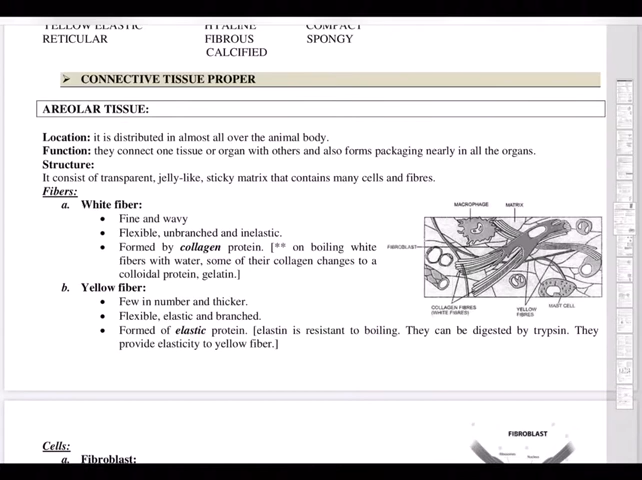 YELLOW ELASTIC HYALINE COMPACT
RETICULAR FIBROUS SPONGY
CALCIFIED
➢ CONNECTIVE TISSUE PROPER
AREOLAR TISSUE:
Location: it is distributed in almost all over the animal body.
Function: they connect one tissue or organ with others and also forms packaging nearly in all the organs.
Structure:
It consist of transparent, jelly-like, sticky matrix that contains many cells and fibres.
Fibers:
a. White fiber:
• Fine and wavy
• Flexible, unbranched and inelastic.
• Formed by collagen protein. [** on boiling white
fibers with water, some of their collagen changes to a
colloidal protein, gelatin.]
b. Yellow fiber:
• Few in number and thicker.
• Flexible, elastic and branched.
• Formed of elastic protein. [elastin is resistant to boiling. They can be digested by trypsin. They
provide elasticity to yellow fiber.]
MACROPHAGE MATRIX
FIBROBLAST
COLLAGEN FIBRES
(WHITE FIBRES)
YELLOW
FIBRES
MAST CELL
Cells:
a. Fibroblast:
FIBROBLAST
Nucleus